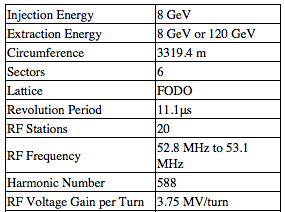 Injection Energy 8 GeV
Extraction Energy 8 GeV or 120 GeV
Circumference 3319.4 m
Sectors 6
Lattice FODO
Revolution Period 11.1μs
RF Stations 20
RF Frequency 52.8 MHz to 53.1
MHz
Harmonic Number 588
RF Voltage Gain per Turn 3.75 MV/turn